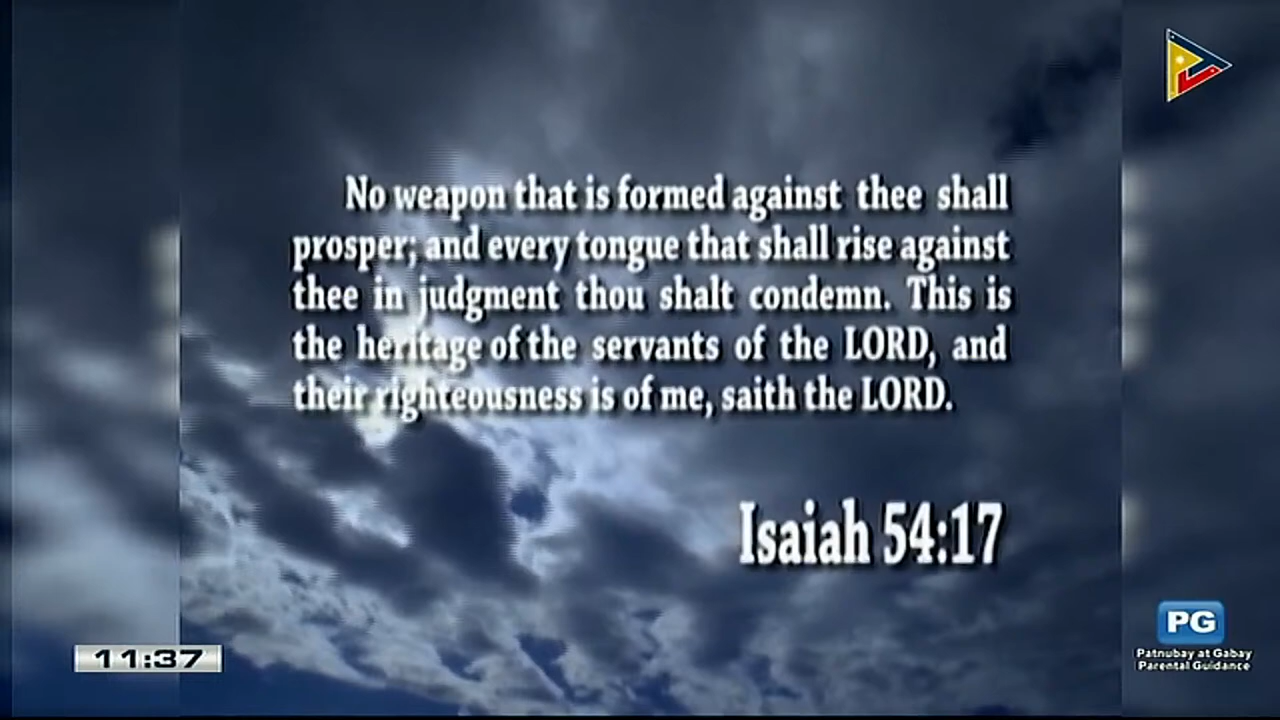 No weapon that is formed against thee shall
prosper; and every tongue that shall rise against
thee in judgment thou shalt condemn. This is
the heritage of the servants of the LORD, and
their righteousness is of me, saith the LORD.
Isaiah 54:17
11:37
PG
Patnubay at Gabay
Parental Guidance